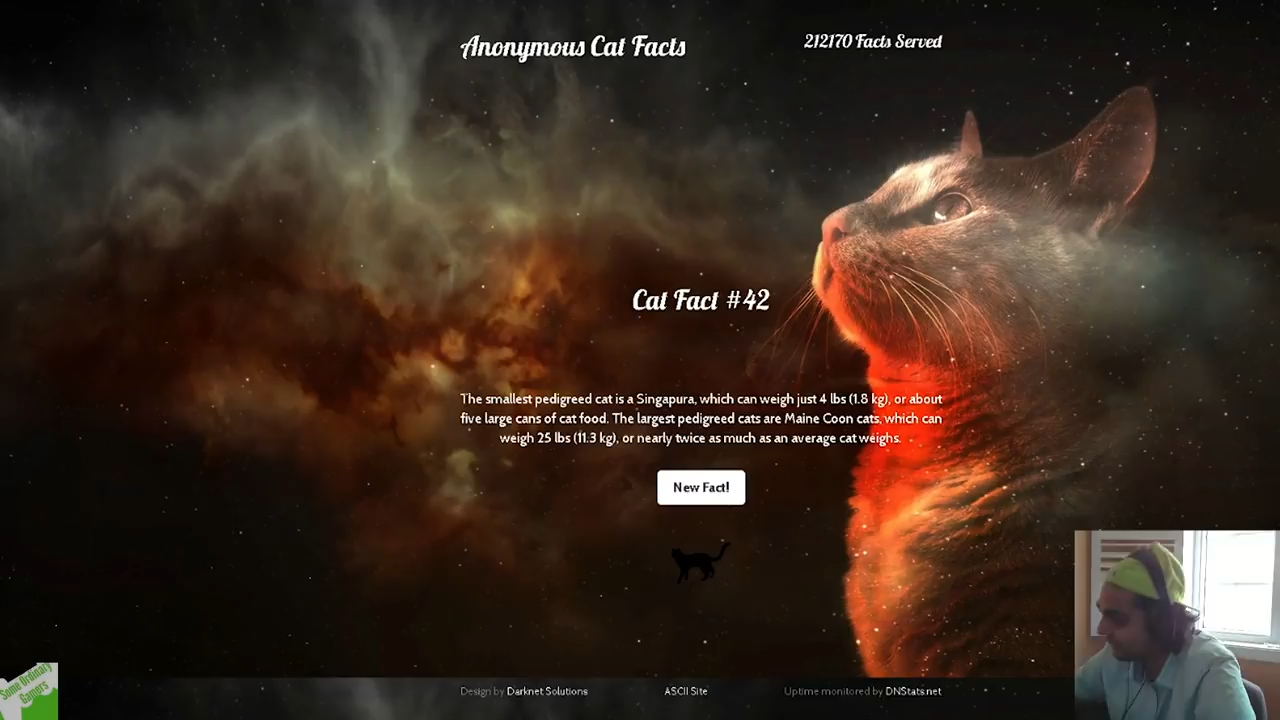 Anonymous Cat Facts
212170 Facts Served
Cat Fact #42
The smallest pedigreed cat is a Singapura, which can weigh just 4 lbs (1.8 kg), or about
five large cans of cat food. The largest pedigreed cats are Maine Coon cats, which can
weigh 25 lbs (11.3 kg), or nearly twice as much as an average cat weighs.
New Fact!
Some Ordinary
Gamers
Design by Darknet Solutions
ASCII Site
Uptime monitored by DNStats.net